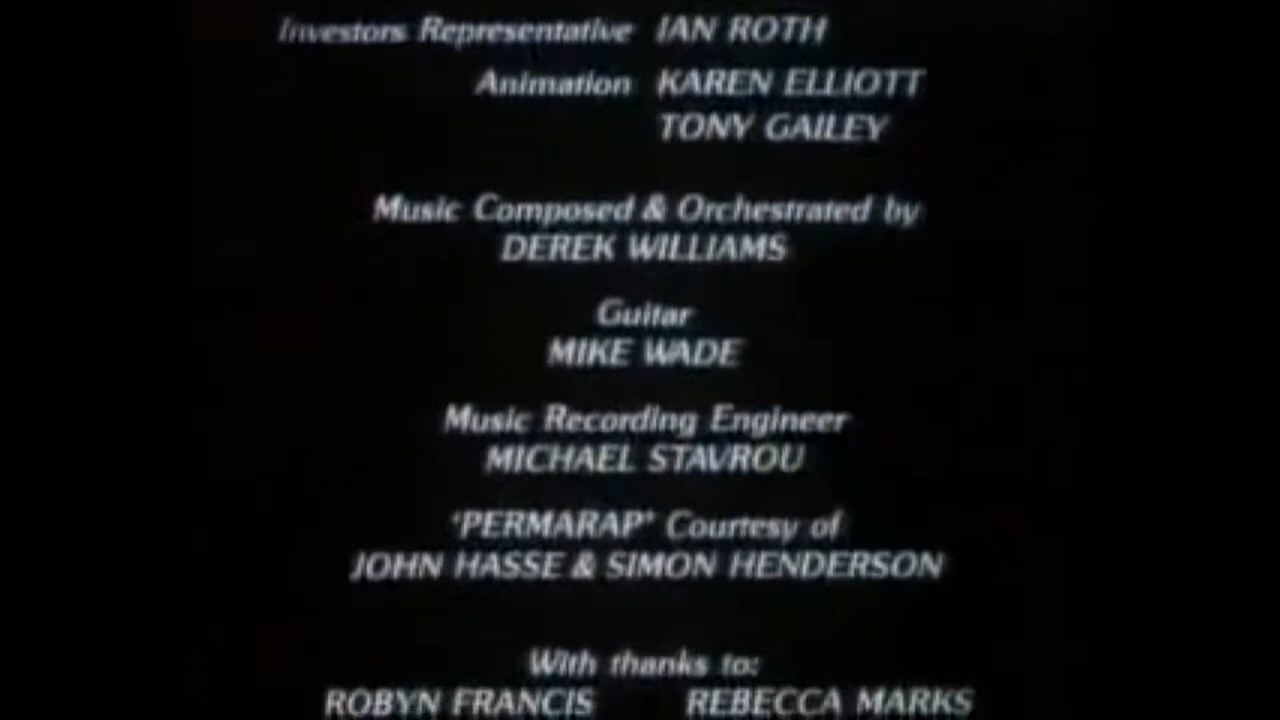 Investors Representative IAN ROTH
Animation KAREN ELLIOTT
TONY GAILEY
Music Composed & Orchestrated by
DEREK WILLIAMS
Guitar
MIKE WADE
Music Recording Engineer
MICHAEL STAVROU
'PERMARAP' Courtesy of
JOHN HASSE & SIMON HENDERSON
With thanks to:
ROBYN FRANCIS REBECCA MARKS